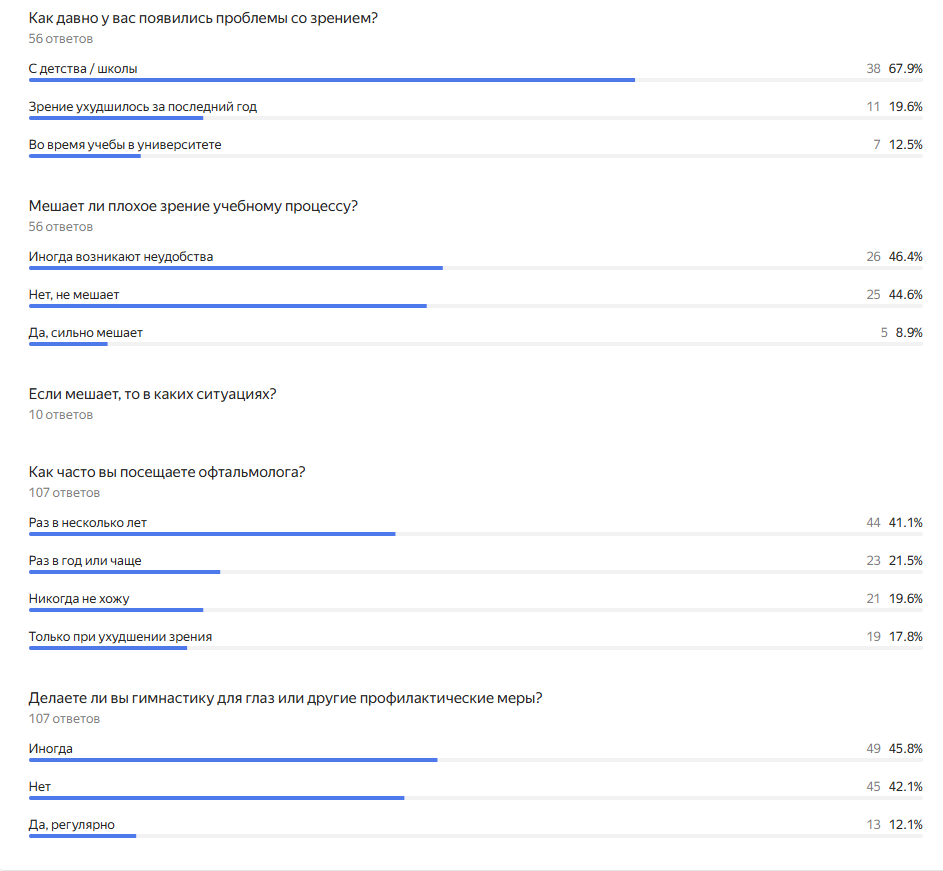 Как давно у вас появились проблемы со зрением?
56 ответов
С детства / школы 38 67.9%
Зрение ухудшилось за последний год 11 19.6%
Во время учебы в университете 7 12.5%
Мешает ли плохое зрение учебному процессу?
56 ответов
Иногда возникают неудобства 26 46.4%
Нет, не мешает 25 44.6%
Да, сильно мешает 5 8.9%
Если мешает, то в каких ситуациях?
10 ответов
Как часто вы посещаете офтальмолога?
107 ответов
Раз в несколько лет 44 41.1%
Раз в год или чаще 23 21.5%
Никогда не хожу 21 19.6%
Только при ухудшении зрения 19 17.8%
Делаете ли вы гимнастику для глаз или другие профилактические меры?
107 ответов
Иногда 49 45.8%
Нет 45 42.1%
Да, регулярно 13 12.1%